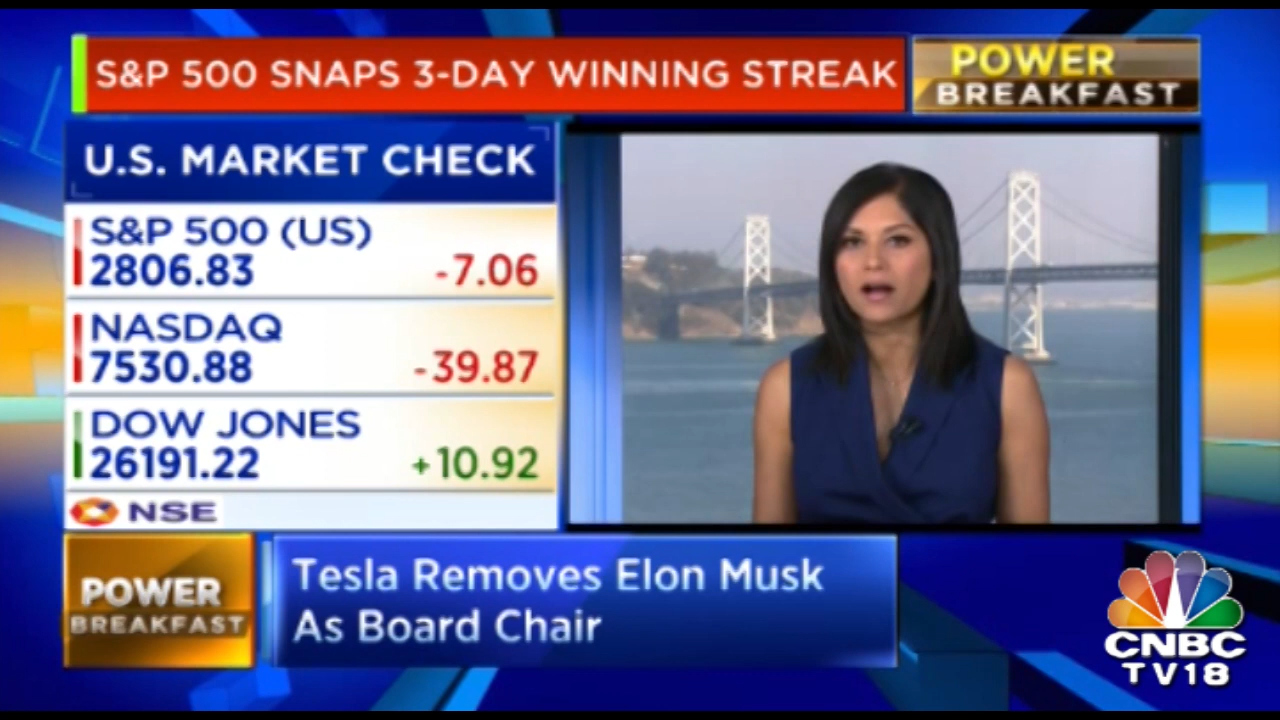 S&P 500 SNAPS 3-DAY WINNING STREAK
POWER
BREAKFAST
U.S. MARKET CHECK
S&P 500 (US)
2806.83 -7.06
NASDAQ
7530.88 -39.87
DOW JONES
26191.22 +10.92
NSE
POWER
BREAKFAST
Tesla Removes Elon Musk
As Board Chair
CNBC
TV18